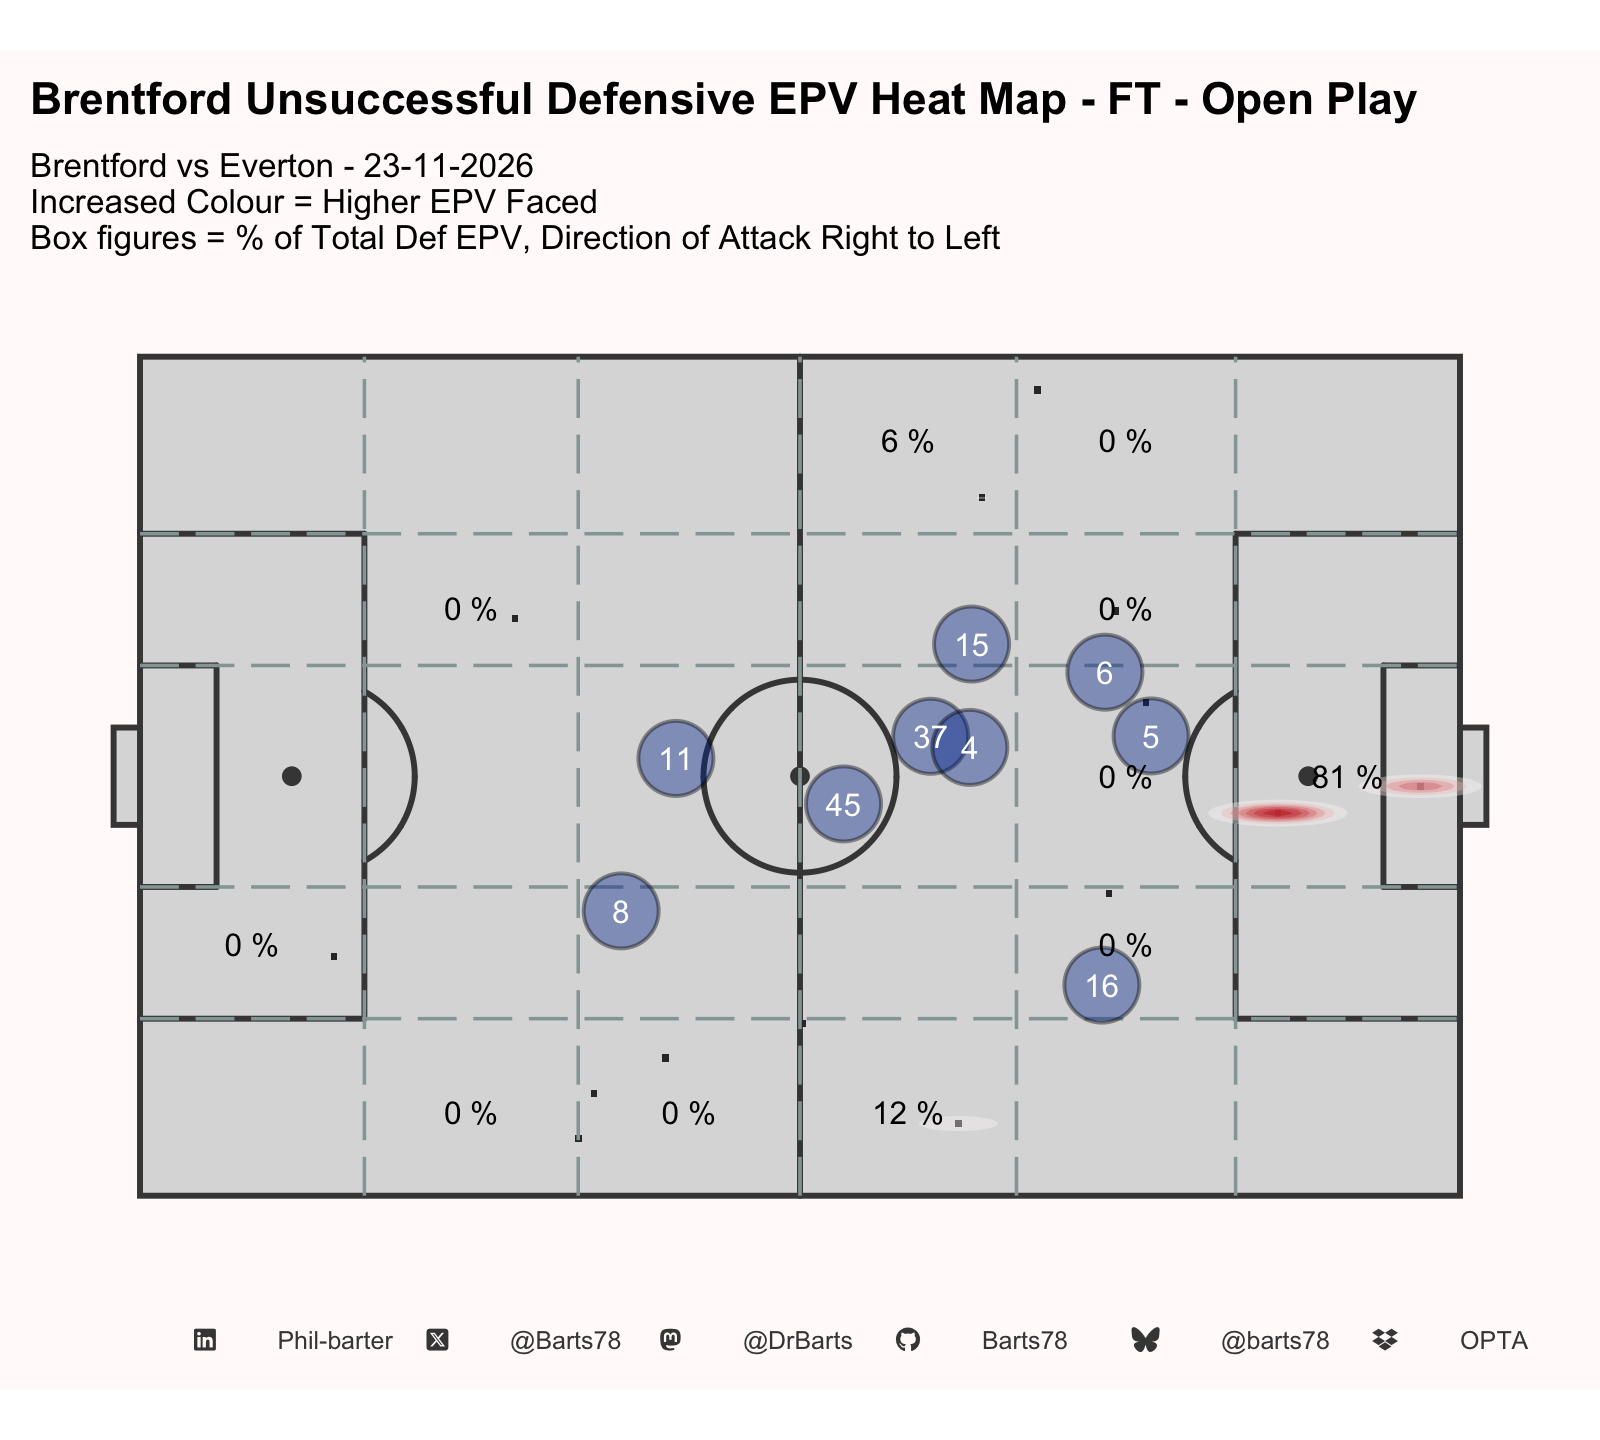 Brentford Unsuccessful Defensive EPV Heat Map - FT - Open Play
Brentford vs Everton - 23-11-2026
Increased Colour = Higher EPV Faced
Box figures = % of Total Def EPV, Direction of Attack Right to Left
6 % 0 %
0 % 0 %
15
6
37 4 5
11
0 % 81 %
45
8
0 % 0 %
16
0 % 0 % 12 %
Phil-barter @Barts78 @DrBarts Barts78 @barts78 OPTA